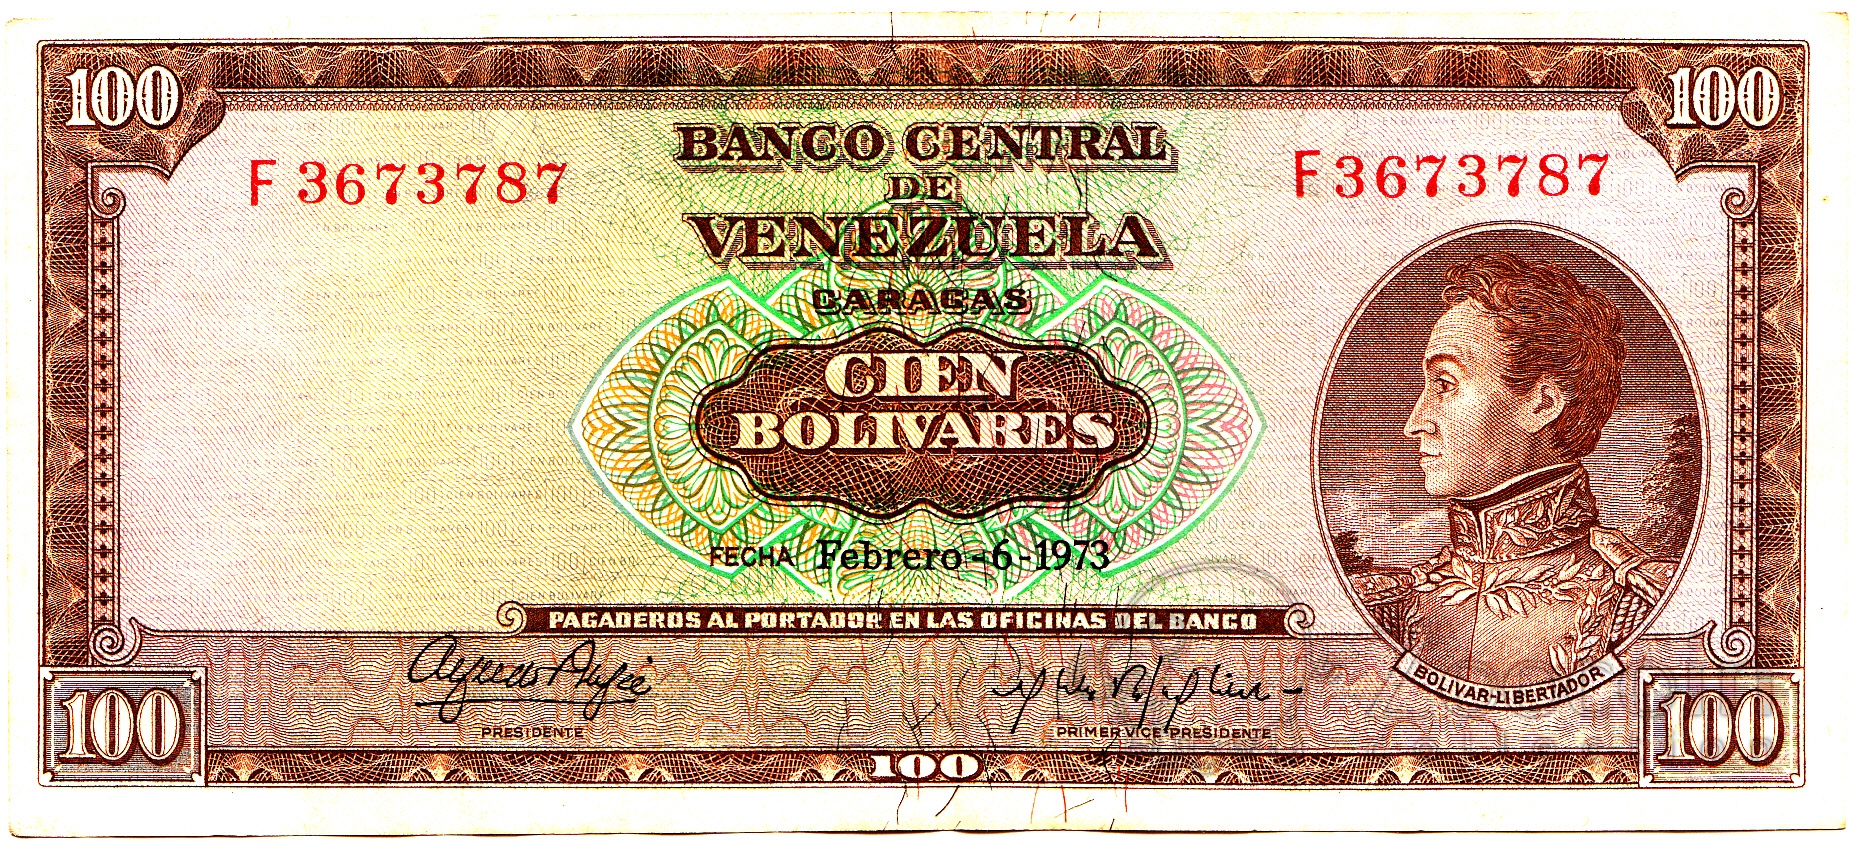 100 100
F 3673787 F 3673787
BANCO CENTRAL
DE
VENEZUELA
CARACAS
CIEN
BOLIVARES
FECHA Febrero - 6 - 1973
PAGADEROS AL PORTADOR EN LAS OFICINAS DEL BANCO
BOLIVAR-LIBERTADOR
PRESIDENTE PRIMER VICE-PRESIDENTE
100 100 100